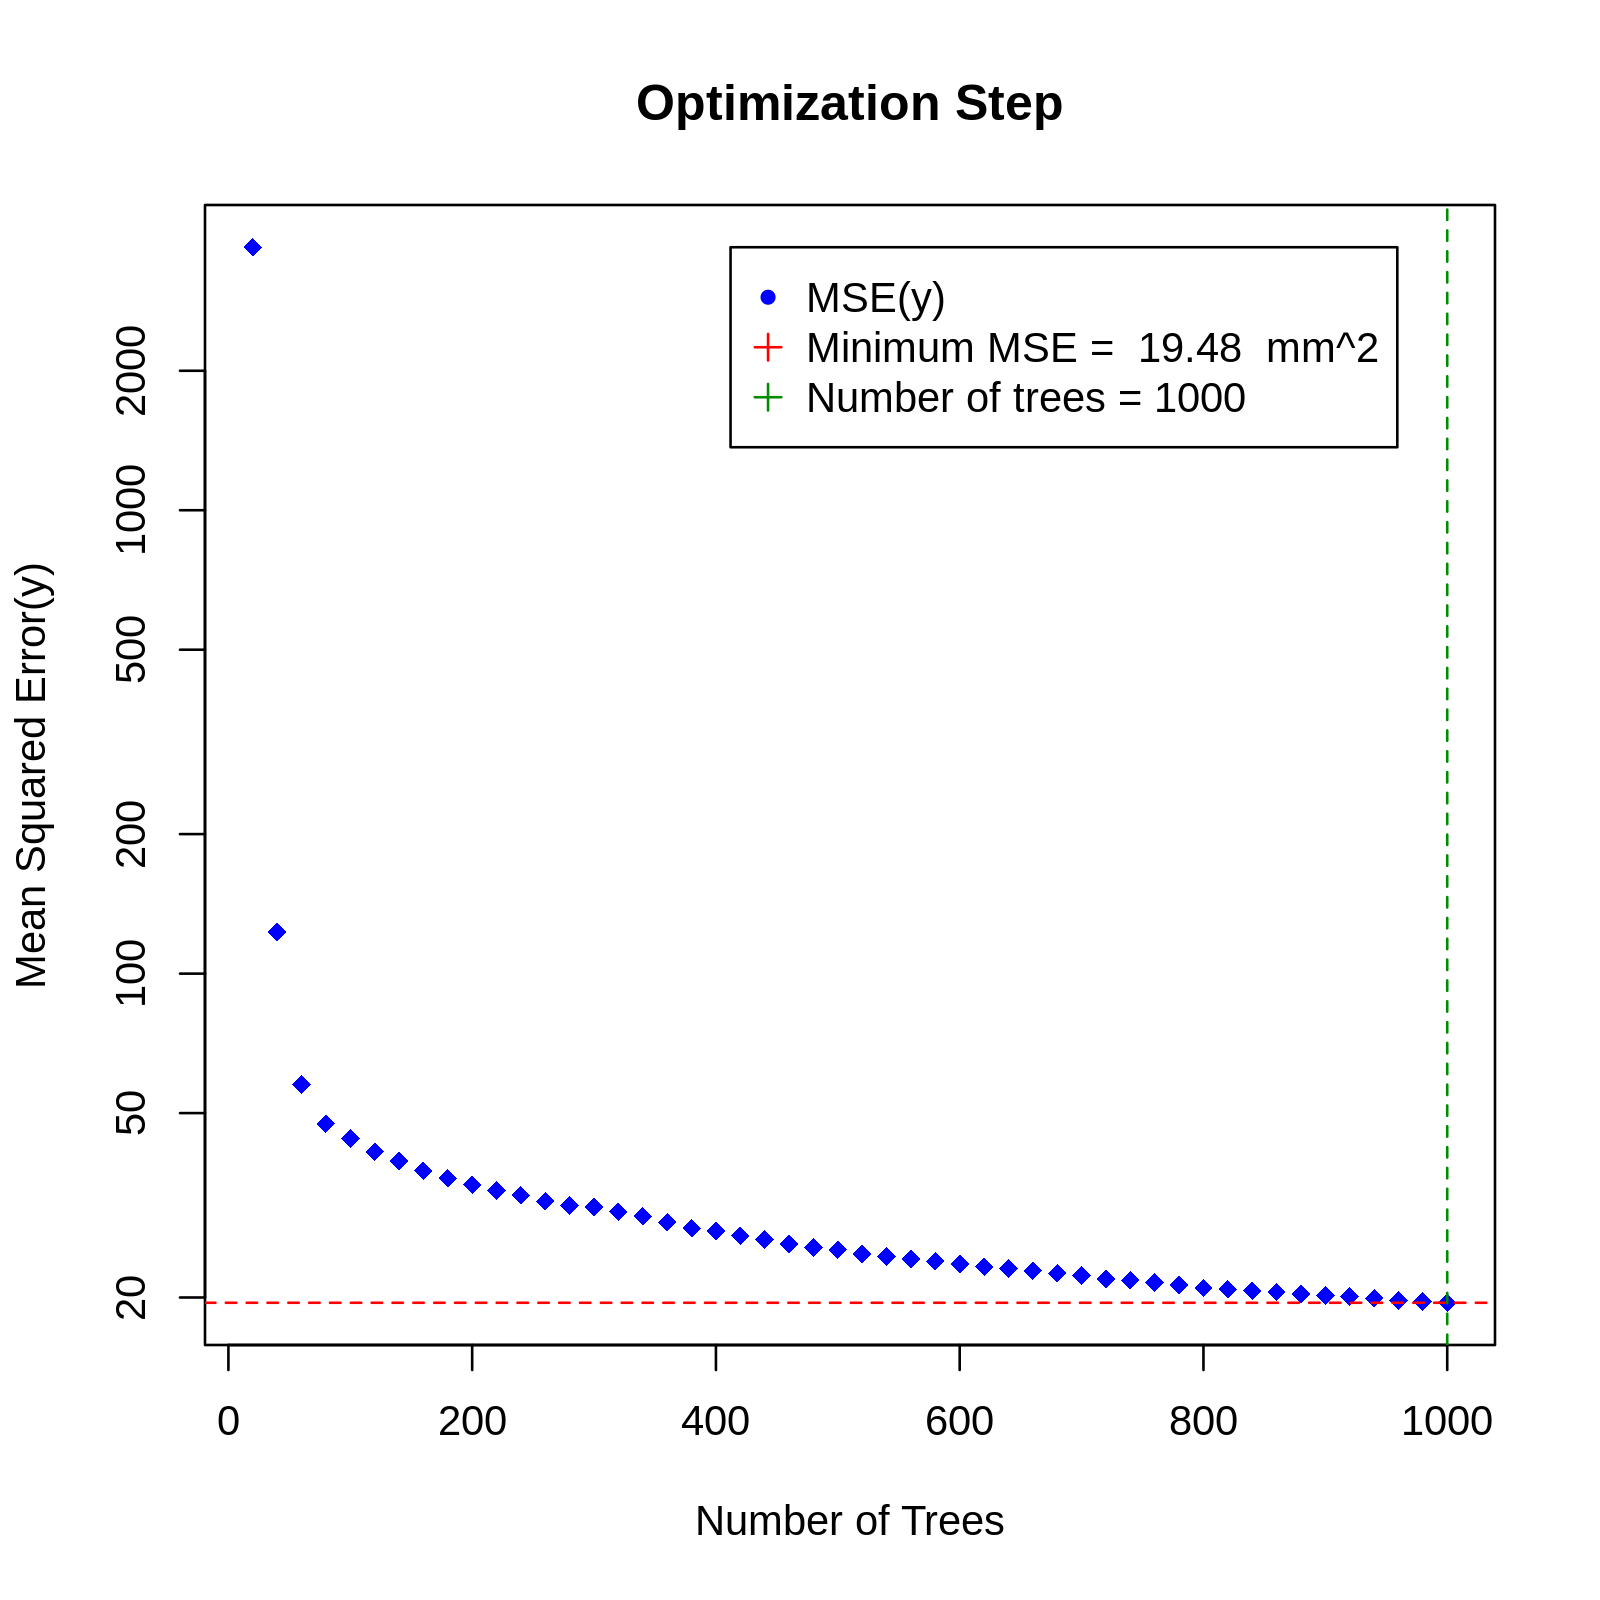 Optimization Step
MSE(y)
Minimum MSE =  19.48  mm^2
Number of trees = 1000
Mean Squared Error(y)
2000
1000
500
200
100
50
20
0 200 400 600 800 1000
Number of Trees